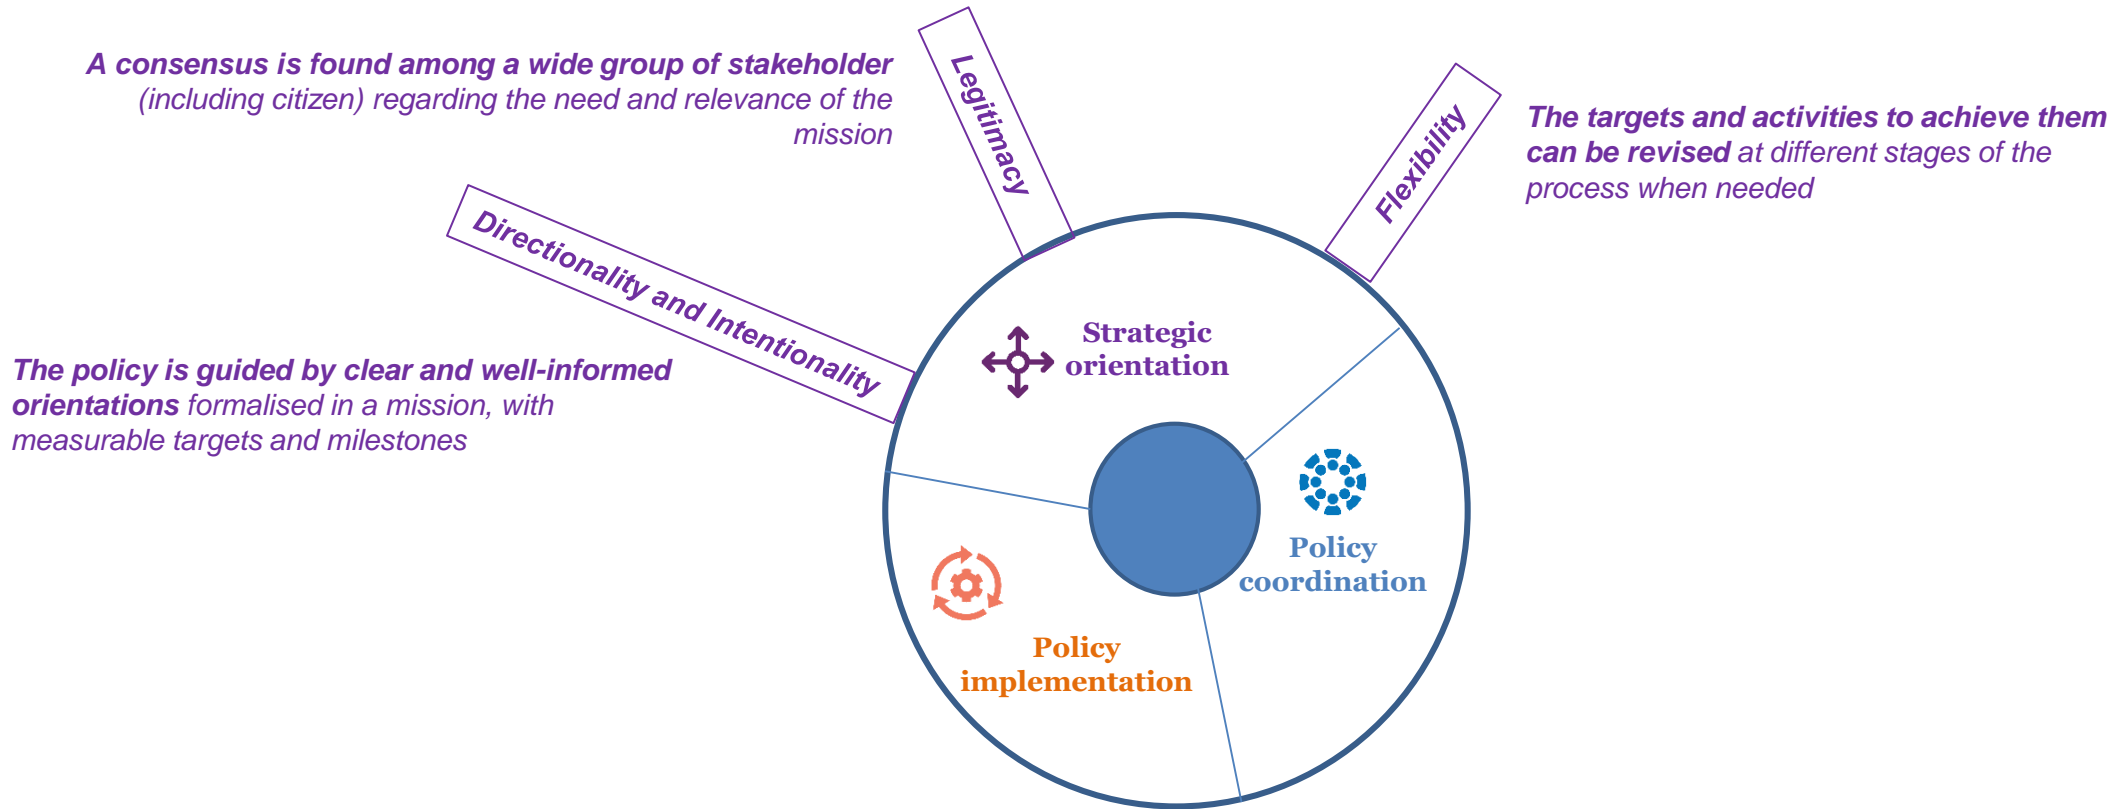 A consensus is found among a wide group of stakeholder
(including citizen) regarding the need and relevance of the
mission
Legitimacy
Flexibility
The targets and activities to achieve them
can be revised at different stages of the
process when needed
Directionality and Intentionality
The policy is guided by clear and well-informed
orientations formalised in a mission, with
measurable targets and milestones
Strategic
orientation
Policy
coordination
Policy
implementation